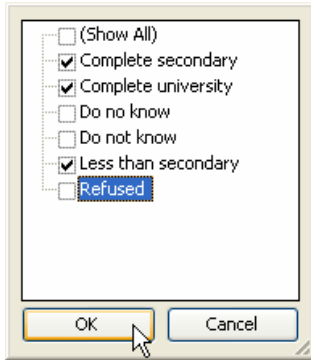 (Show All)
Complete secondary
Complete university
Do no know
Do not know
Less than secondary
Refused
OK
Cancel